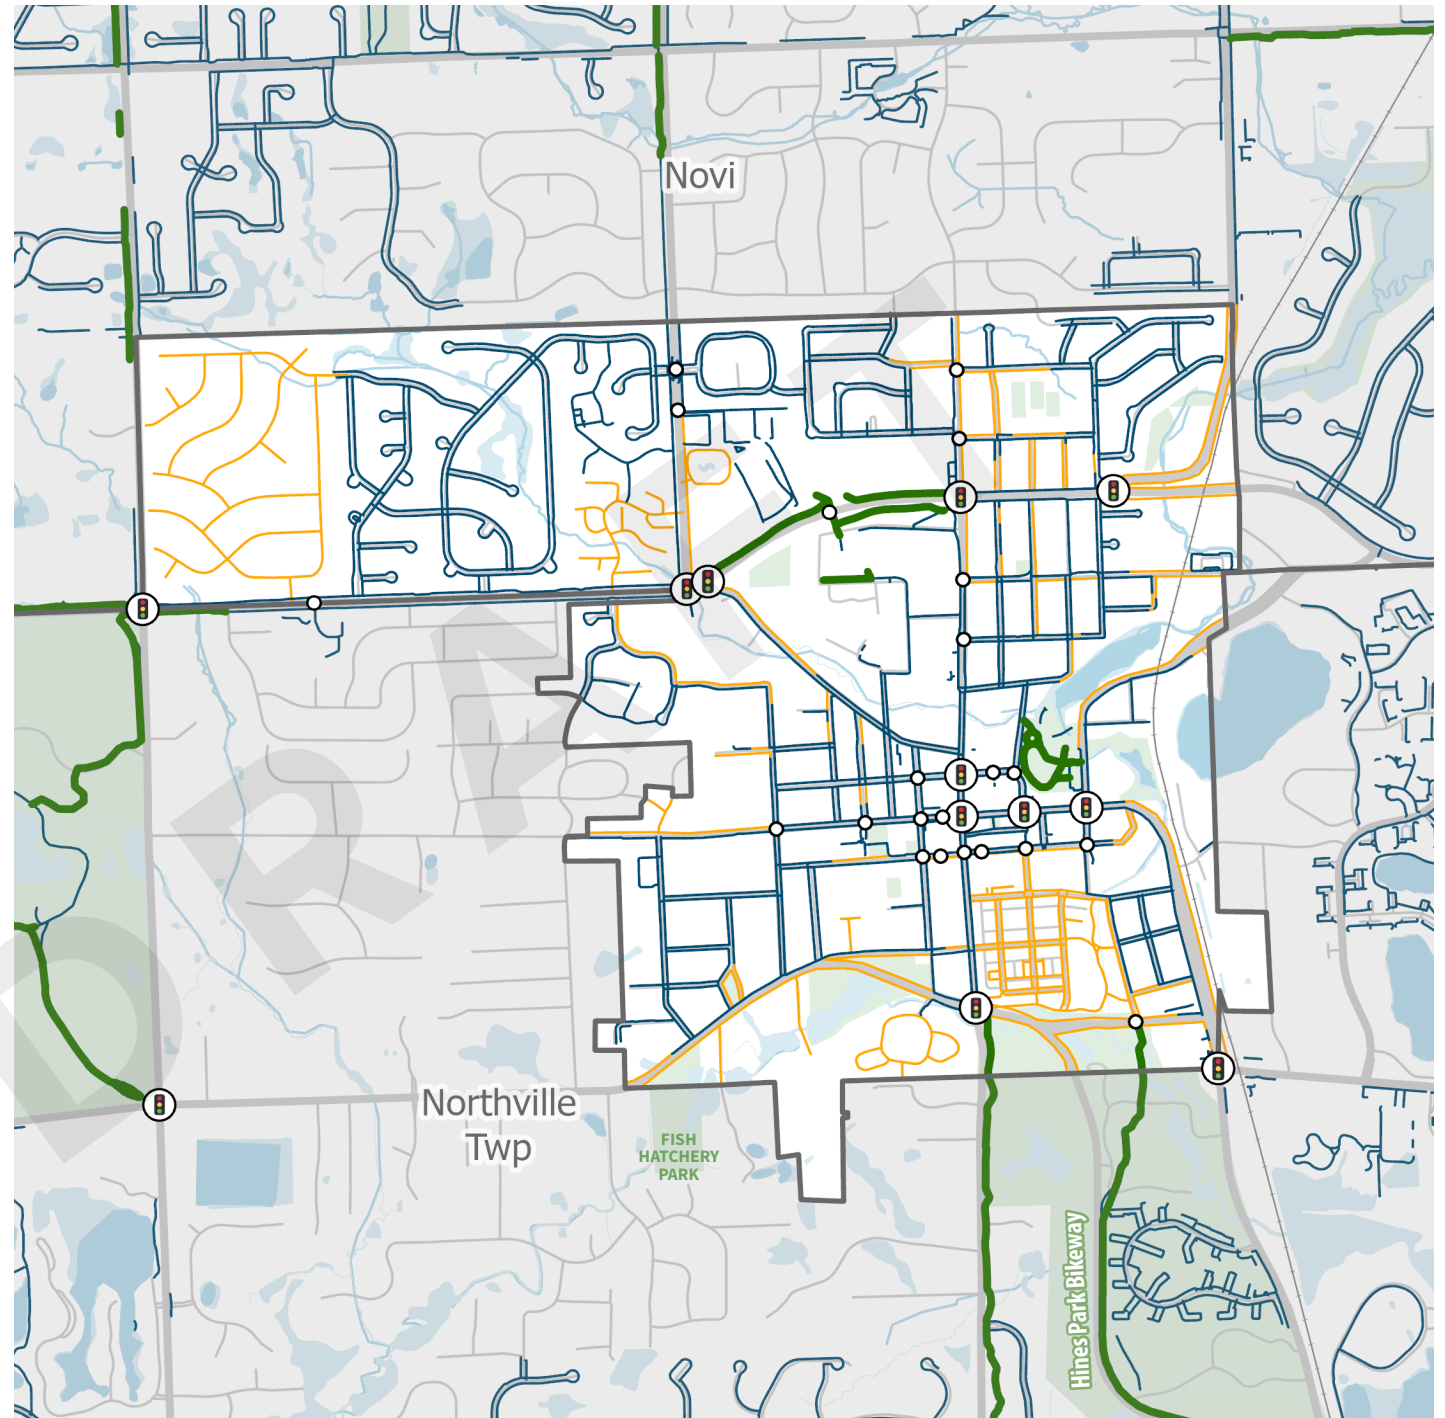 Novi
DRAFT
Northville
Twp
FISH
HATCHERY
PARK
Hines Park Bikeway